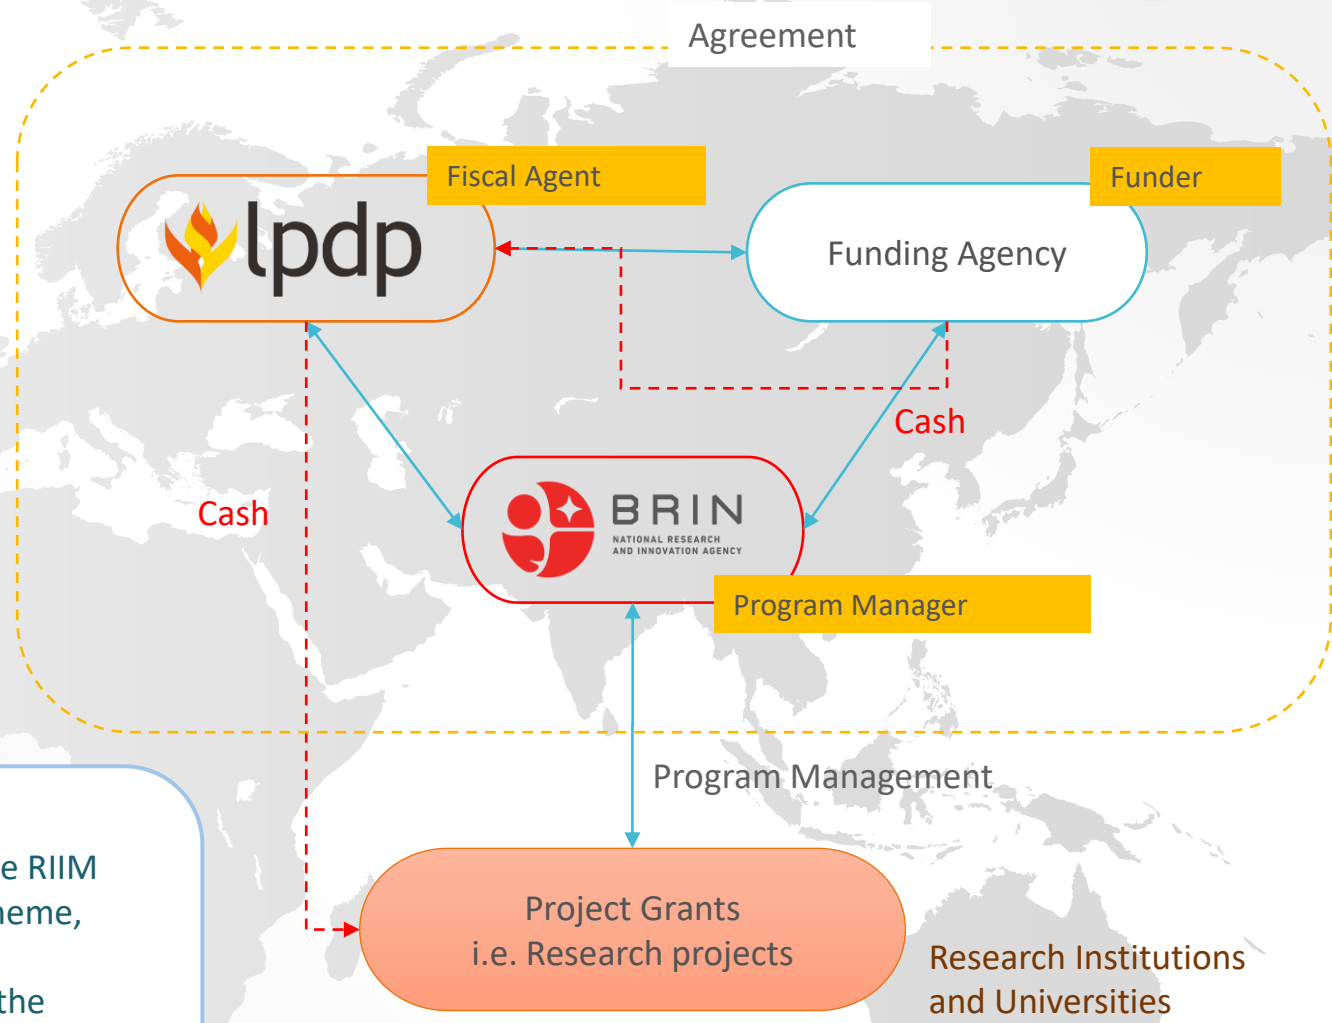 Agreement
Fiscal Agent
Funder
lpdp
Funding Agency
Cash
Cash
BRIN
NATIONAL RESEARCH
AND INNOVATION AGENCY
Program Manager
Program Management
e RIIM
heme,
the
Project Grants
i.e. Research projects
Research Institutions
and Universities